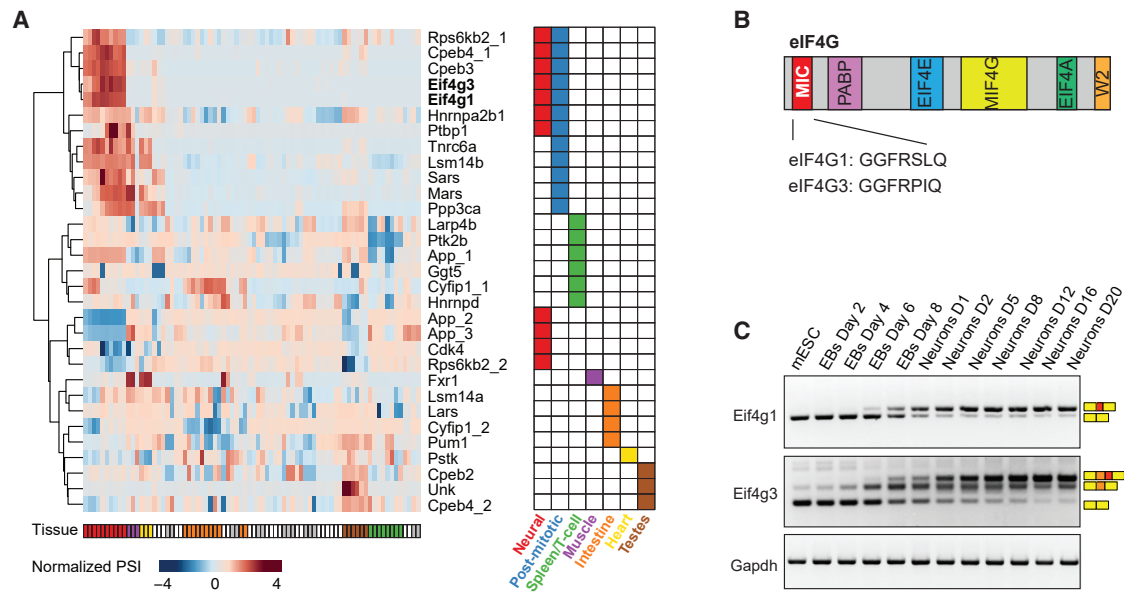 A
Rps6kb2_1
Cpeb4_1
Cpeb3
Eif4g3
Eif4g1
Hnrnpa2b1
Ptbp1
Tnrc6a
Lsm14b
Sars
Mars
Ppp3ca
Larp4b
Ptk2b
App_1
Ggt5
Cyfip1_1
Hnrnpd
App_2
App_3
Cdk4
Rps6kb2_2
Fxr1
Lsm14a
Lars
Cyfip1_2
Pum1
Pstk
Cpeb2
Unk
Cpeb4_2
Tissue
Normalized PSI
−4 0 4
Neural
Post-mitotic
Spleen/T-cell
Muscle
Intestine
Heart
Testes
B
eIF4G
MIC
PABP
EIF4E
MIF4G
EIF4A
W2
eIF4G1: GGFRSLQ
eIF4G3: GGFRPIQ
C
mESC
EBs Day 2
EBs Day 4
EBs Day 6
EBs Day 8
Neurons D1
Neurons D2
Neurons D5
Neurons D8
Neurons D12
Neurons D16
Neurons D20
Eif4g1
Eif4g3
Gapdh